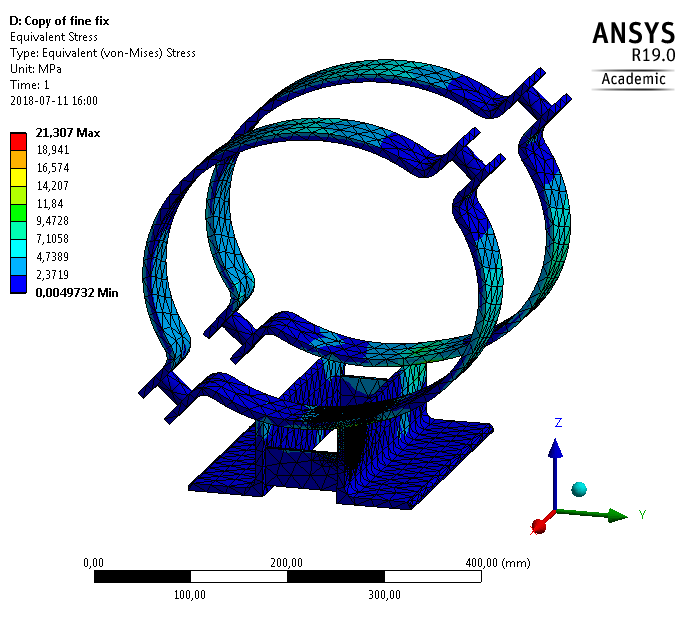 D: Copy of fine fix
Equivalent Stress
Type: Equivalent (von-Mises) Stress
Unit: MPa
Time: 1
2018-07-11 16:00
ANSYS
R19.0
Academic
21,307 Max
18,941
16,574
14,207
11,84
9,4728
7,1058
4,7389
2,3719
0,0049732 Min
Z
Y
0,00 200,00 400,00 (mm)
100,00 300,00